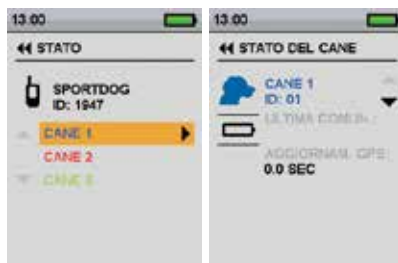 13:00
STATO
SPORTDOG
ID: 1947
CANE 1
CANE 2
CANE 3
13:00
STATO DEL CANE
CANE 1
ID: 01
ULTIMA COMUN.:
AGGIORNAM. GPS:
0.0 SEC